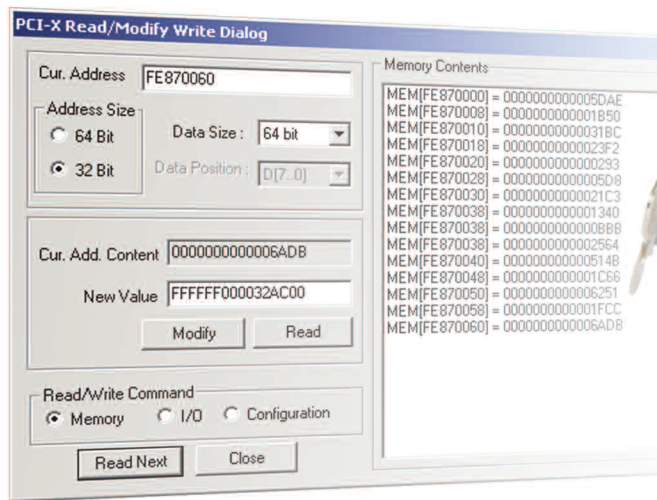 PCI-X Read/Modify Write Dialog
Cur. Address FE870060
Address Size
64 Bit
32 Bit
Data Size : 64 bit
Data Position : D[7..0]
Cur. Add. Content 0000000000006ADB
New Value FFFFFF000032AC00
Modify Read
Read/Write Command
Memory I/O Configuration
Read Next Close
Memory Contents
MEM[FE870000] = 0000000000005DAE
MEM[FE870008] = 0000000000001B50
MEM[FE870010] = 00000000000031BC
MEM[FE870018] = 00000000000023F2
MEM[FE870020] = 0000000000000293
MEM[FE870028] = 00000000000005D8
MEM[FE870030] = 00000000000021C3
MEM[FE870038] = 0000000000001340
MEM[FE870038] = 0000000000000BBB
MEM[FE870038] = 0000000000002564
MEM[FE870040] = 000000000000514B
MEM[FE870048] = 0000000000001C66
MEM[FE870050] = 0000000000006251
MEM[FE870058] = 0000000000001FCC
MEM[FE870060] = 0000000000006ADB